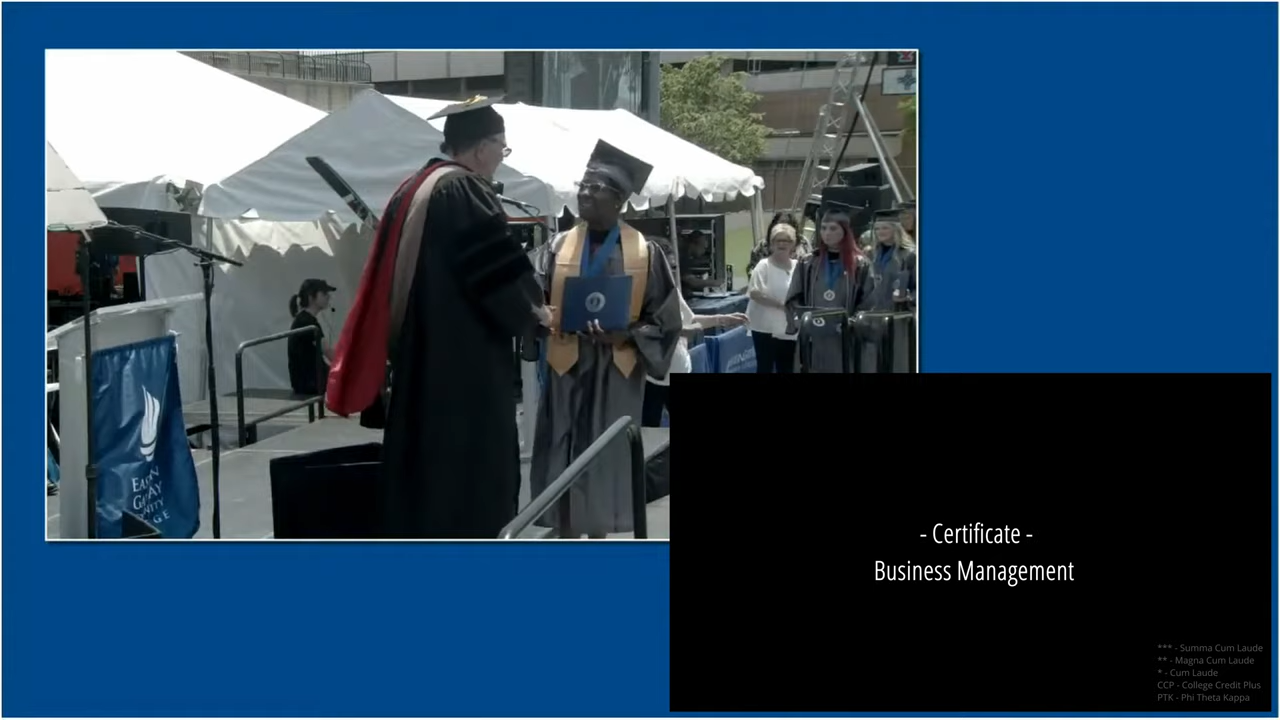 - Certificate -
Business Management
*** - Summa Cum Laude
** - Magna Cum Laude
* - Cum Laude
CCP - College Credit Plus
PTK - Phi Theta Kappa